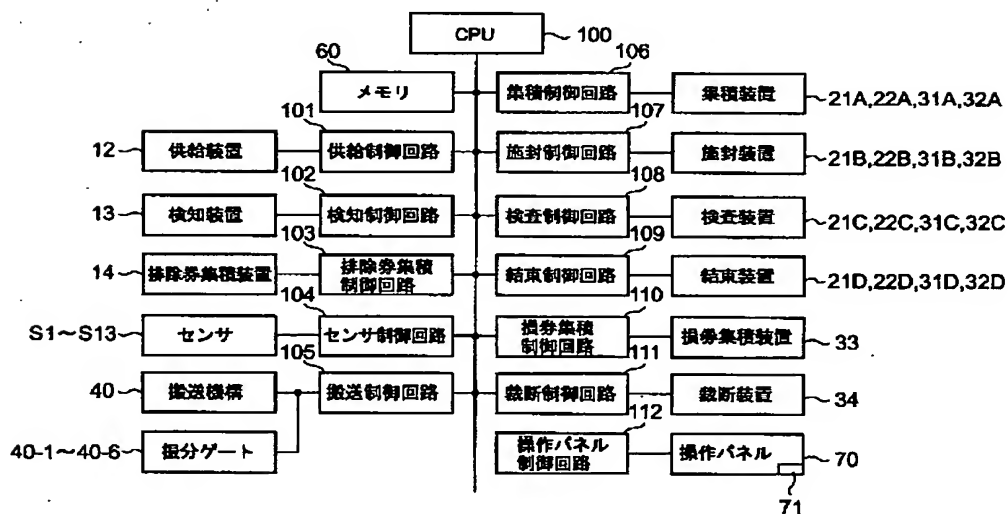 CPU
100
60
メモリ
106
集積制御回路
集積装置
21A,22A,31A,32A
101
12
供給装置
供給制御回路
107
施封制御回路
施封装置
21B,22B,31B,32B
102
13
検知装置
検知制御回路
108
検査制御回路
検査装置
21C,22C,31C,32C
103
14
排除券集積装置
排除券集積
制御回路
109
結束制御回路
結束装置
21D,22D,31D,32D
104
S1～S13
センサ
センサ制御回路
110
損券集積
制御回路
損券集積装置
33
105
40
搬送機構
搬送制御回路
111
裁断制御回路
裁断装置
34
40-1～40-6
振分ゲート
112
操作パネル
制御回路
操作パネル
70
71